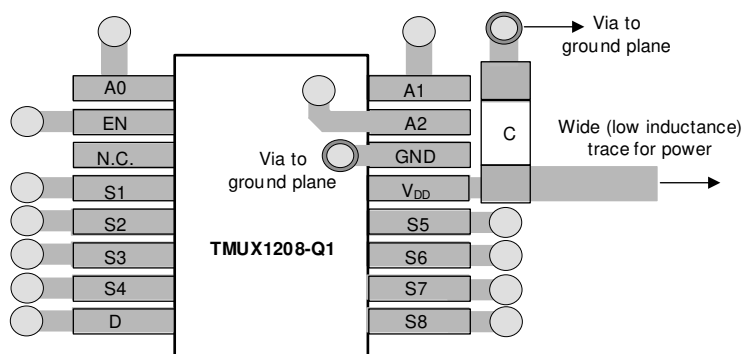 Via to
ground plane
A0
A1
EN
A2
C
Wide (low inductance)
trace for power
N.C.
Via to
ground plane
GND
S1
VDD
S2
S5
S3
TMUX1208-Q1
S6
S4
S7
D
S8